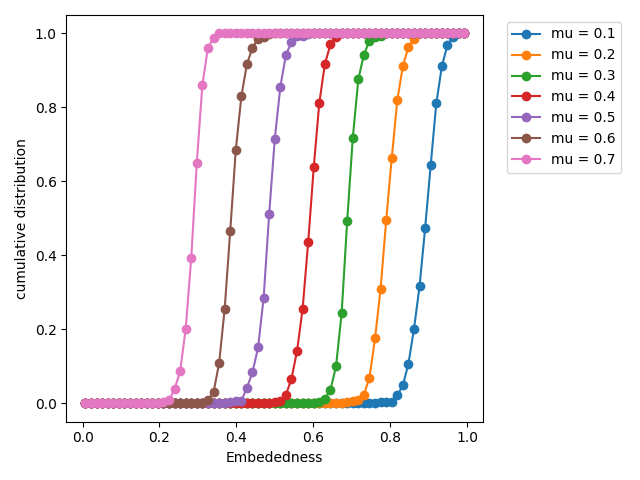 1.0
0.8
0.6
0.4
0.2
0.0
cumulative distribution
0.0 0.2 0.4 0.6 0.8 1.0
Embededness
mu = 0.1
mu = 0.2
mu = 0.3
mu = 0.4
mu = 0.5
mu = 0.6
mu = 0.7